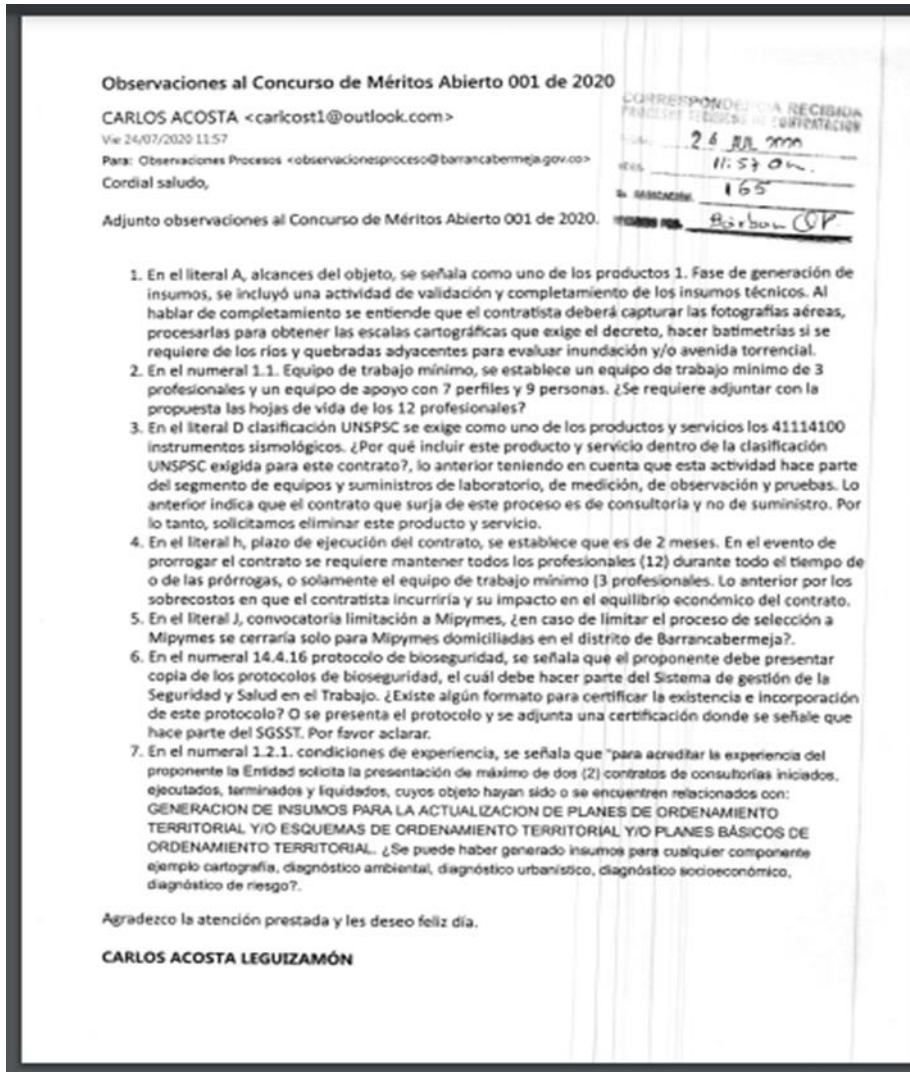 Observaciones al Concurso de Méritos Abierto 001 de 2020
CARLOS ACOSTA <carlcost1@outlook.com>
Vie 24/07/2020 11:57
Para: Observaciones Procesos <observacionesproceso@barrancabermeja.gov.co>
Cordial saludo,
Adjunto observaciones al Concurso de Méritos Abierto 001 de 2020.
CORRESPONDENCIA RECIBIDA
PROCESOS TECNICOS DE CONTRATACION
26 JUL
11:57
165
1. En el literal A, alcances del objeto, se señala como uno de los productos 1. Fase de generación de
insumos, se incluyó una actividad de validación y completamiento de los insumos técnicos. Al
hablar de completamiento se entiende que el contratista deberá capturar las fotografías aéreas,
procesarlas para obtener las escalas cartográficas que exige el decreto, hacer batimetrías si se
requiere de los ríos y quebradas adyacentes para evaluar inundación y/o avenida torrencial.
2. En el numeral 1.1. Equipo de trabajo mínimo, se establece un equipo de trabajo mínimo de 3
profesionales y un equipo de apoyo con 7 perfiles y 9 personas. ¿Se requiere adjuntar con la
propuesta las hojas de vida de los 12 profesionales?
3. En el literal D clasificación UNSPSC se exige como uno de los productos y servicios los 41114100
instrumentos sismológicos. ¿Por qué incluir este producto y servicio dentro de la clasificación
UNSPSC exigida para este contrato?, lo anterior teniendo en cuenta que esta actividad hace parte
del segmento de equipos y suministros de laboratorio, de medición, de observación y pruebas. Lo
anterior indica que el contrato que surja de este proceso es de consultoría y no de suministro. Por
lo tanto, solicitamos eliminar este producto y servicio.
4. En el literal h, plazo de ejecución del contrato, se establece que es de 2 meses. En el evento de
prorrogar el contrato se requiere mantener todos los profesionales (12) durante todo el tiempo de
o de las prórrogas, o solamente el equipo de trabajo mínimo (3 profesionales. Lo anterior por los
sobrecostos en que el contratista incurriría y su impacto en el equilibrio económico del contrato.
5. En el literal J, convocatoria limitación a Mipymes, ¿en caso de limitar el proceso de selección a
Mipymes se cerraría solo para Mipymes domiciliadas en el distrito de Barrancabermeja?.
6. En el numeral 14.4.16 protocolo de bioseguridad, se señala que el proponente debe presentar
copia de los protocolos de bioseguridad, el cuál debe hacer parte del Sistema de gestión de la
Seguridad y Salud en el Trabajo. ¿Existe algún formato para certificar la existencia e incorporación
de este protocolo? O se presenta el protocolo y se adjunta una certificación donde se señale que
hace parte del SGSST. Por favor aclarar.
7. En el numeral 1.2.1. condiciones de experiencia, se señala que "para acreditar la experiencia del
proponente la Entidad solicita la presentación de máximo de dos (2) contratos de consultorías iniciados,
ejecutados, terminados y liquidados, cuyos objeto hayan sido o se encuentren relacionados con:
GENERACION DE INSUMOS PARA LA ACTUALIZACION DE PLANES DE ORDENAMIENTO
TERRITORIAL Y/O ESQUEMAS DE ORDENAMIENTO TERRITORIAL Y/O PLANES BÁSICOS DE
ORDENAMIENTO TERRITORIAL. ¿Se puede haber generado insumos para cualquier componente
ejemplo cartografía, diagnóstico ambiental, diagnóstico urbanístico, diagnóstico socioeconómico,
diagnóstico de riesgo?.
Agradezco la atención prestada y les deseo feliz día.
CARLOS ACOSTA LEGUIZAMÓN